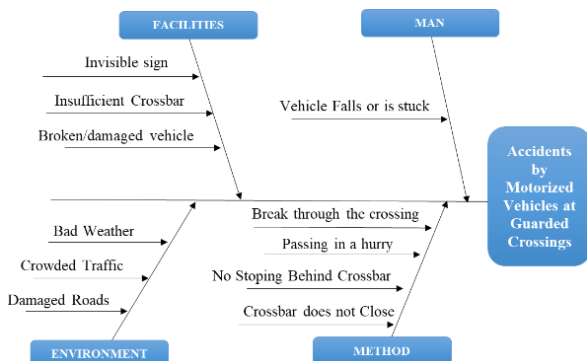 FACILITIES
MAN
Invisible sign
Insufficient Crossbar
Broken/damaged vehicle
Vehicle Falls or is stuck
Accidents
by
Motorized
Vehicles at
Guarded
Crossings
Break through the crossing
Passing in a hurry
No Stoping Behind Crossbar
Crossbar does not Close
Bad Weather
Crowded Traffic
Damaged Roads
ENVIRONMENT
METHOD